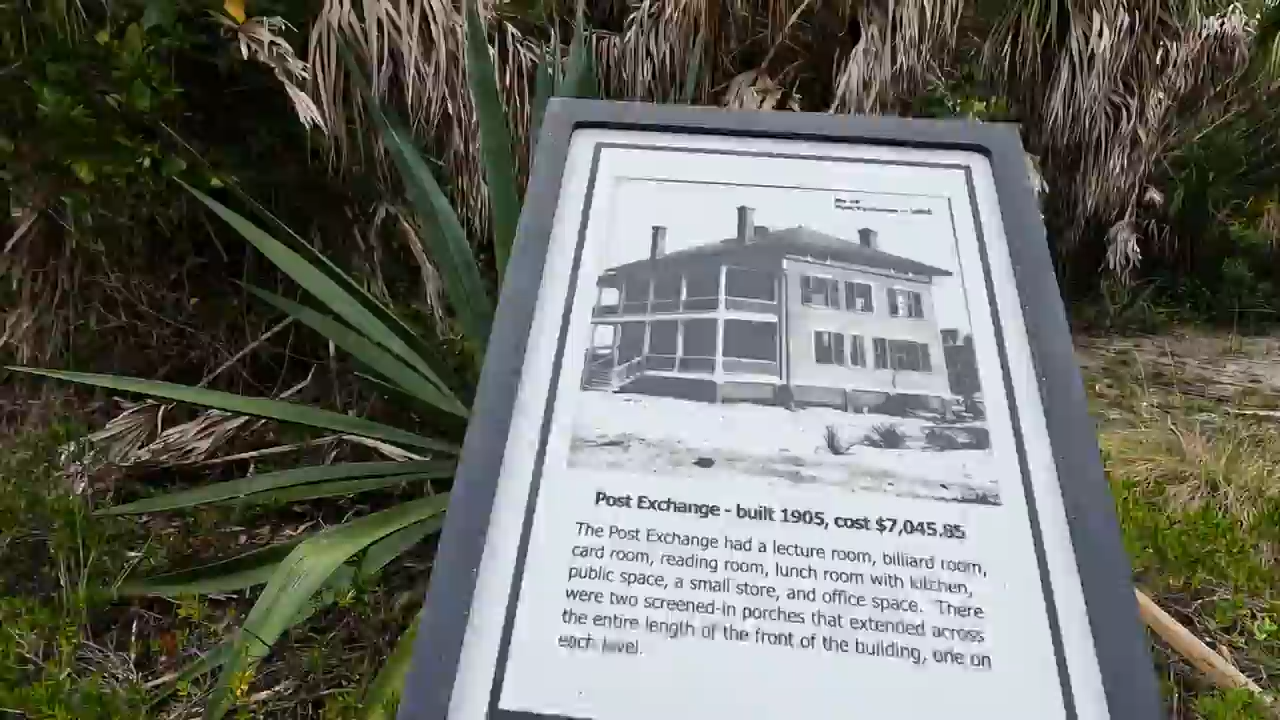 Post Exchange - built 1905, cost $7,045.85
The Post Exchange had a lecture room, billiard room,
card room, reading room, lunch room with kitchen,
public space, a small store, and office space. There
were two screened-in porches that extended across
the entire length of the front of the building, one on
each level.